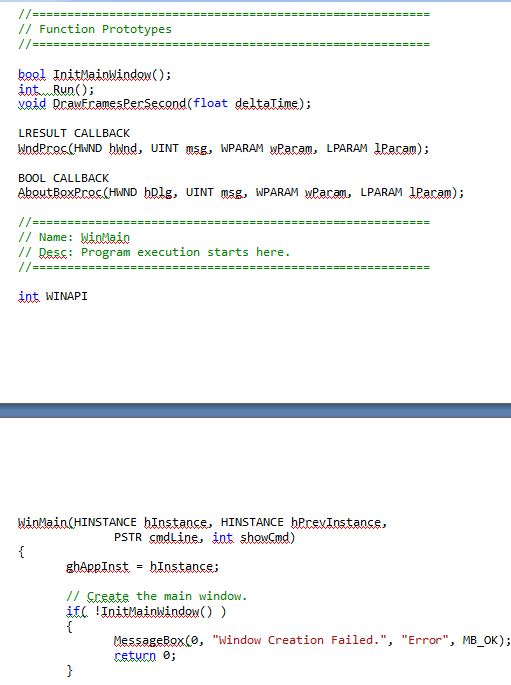 //==============================================
// Function Prototypes
//==============================================
bool InitMainWindow();
int  Run();
void DrawFramesPerSecond(float deltaTime);
LRESULT CALLBACK
WndProc(HWND hWnd, UINT msg, WPARAM wParam, LPARAM lParam);
BOOL CALLBACK
AboutBoxProc(HWND hDlg, UINT msg, WPARAM wParam, LPARAM lParam);
//==============================================
// Name: WinMain
// Desc: Program execution starts here.
//==============================================
int WINAPI
WinMain(HINSTANCE hInstance, HINSTANCE hPrevInstance,
PSTR cmdLine, int showCmd)
{
ghAppInst = hInstance;
// Create the main window.
if( !InitMainWindow() )
{
MessageBox(0, "Window Creation Failed.", "Error", MB_OK);
return 0;
}